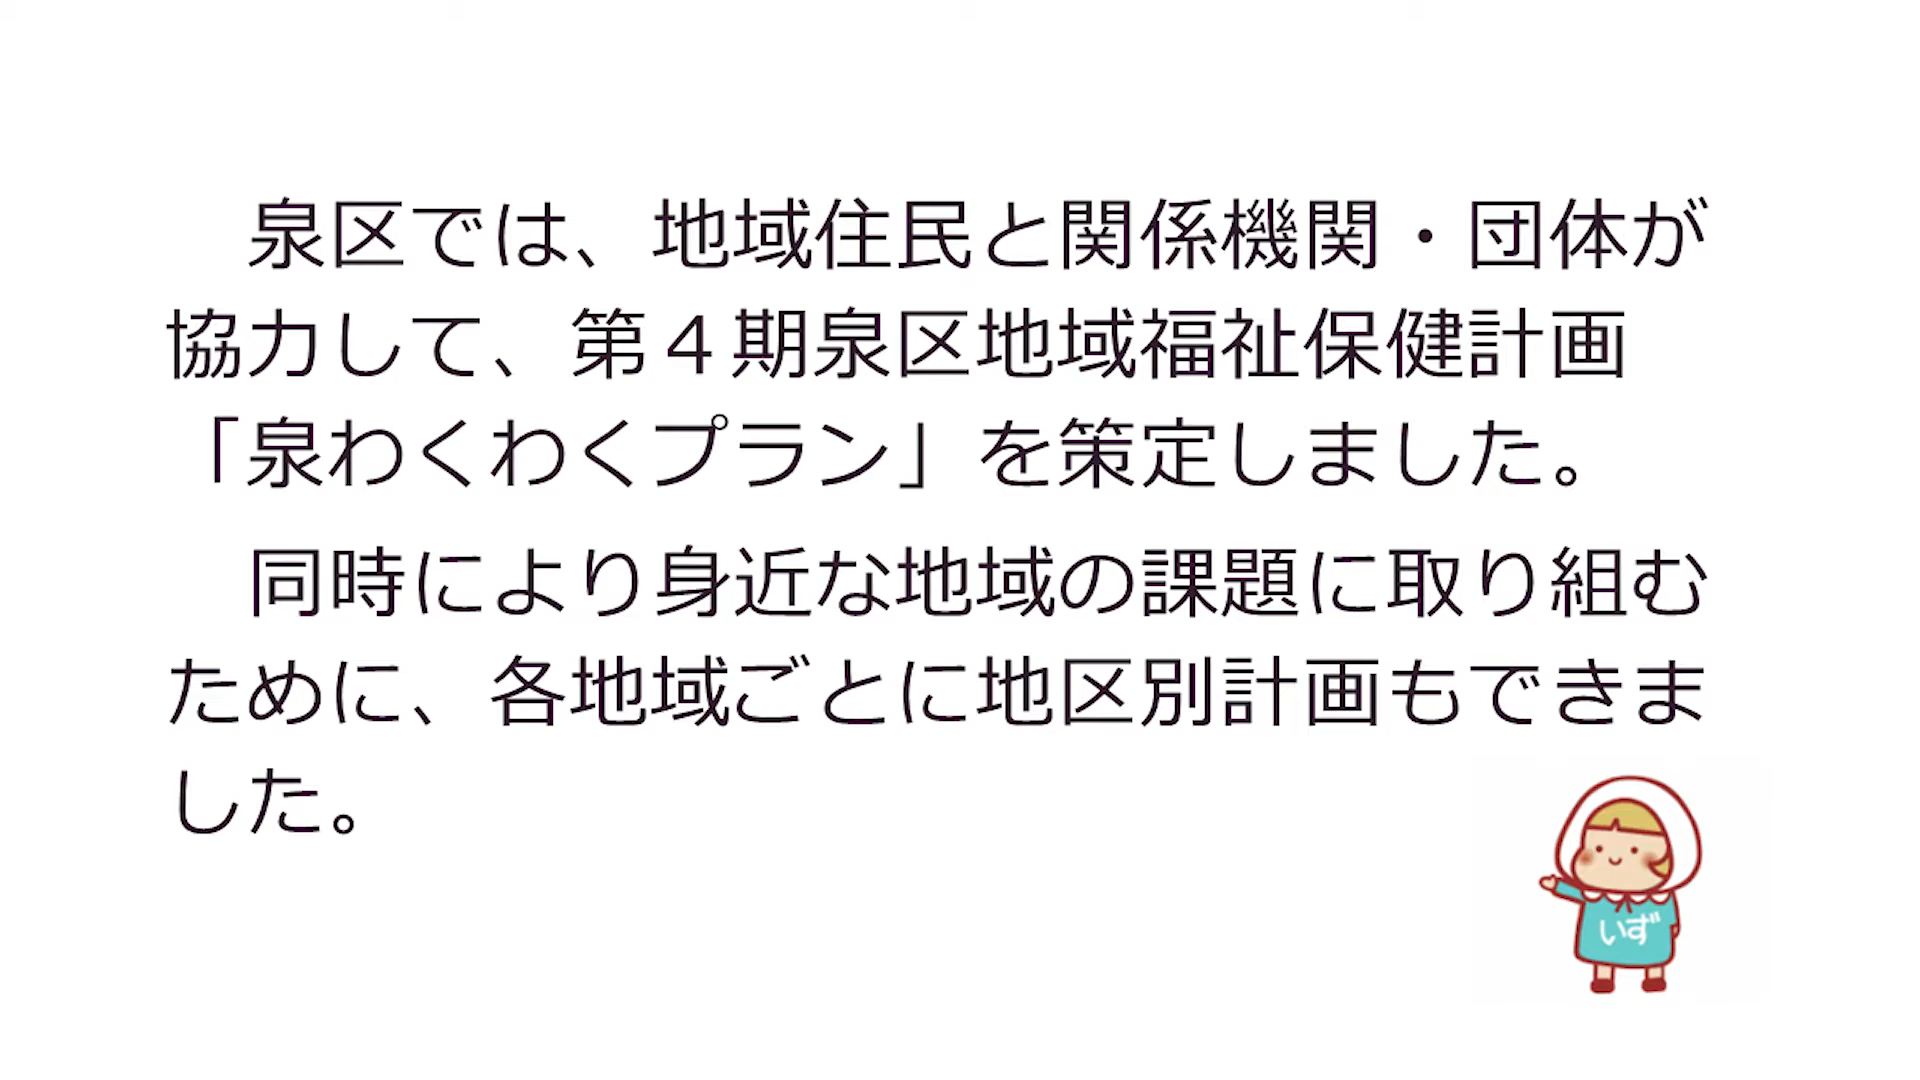 泉区では、地域住民と関係機関・団体が
協力して、第４期泉区地域福祉保健計画
「泉わくわくプラン」を策定しました。
同時により身近な地域の課題に取り組む
ために、各地域ごとに地区別計画もできま
した。
いず